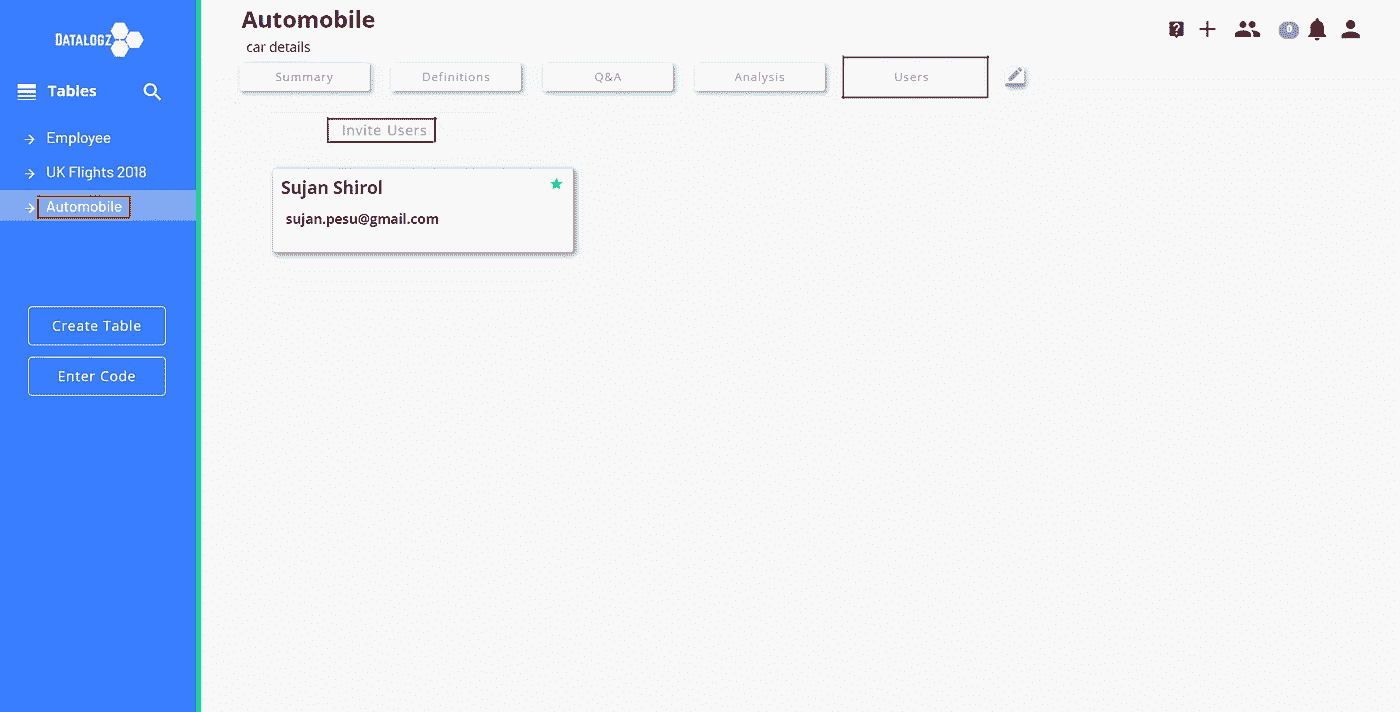 DATALOGZ
Tables
Employee
UK Flights 2018
Automobile
Create Table
Enter Code
Automobile
car details
Summary
Definitions
Q&A
Analysis
Users
Invite Users
Sujan Shirol
sujan.pesu@gmail.com